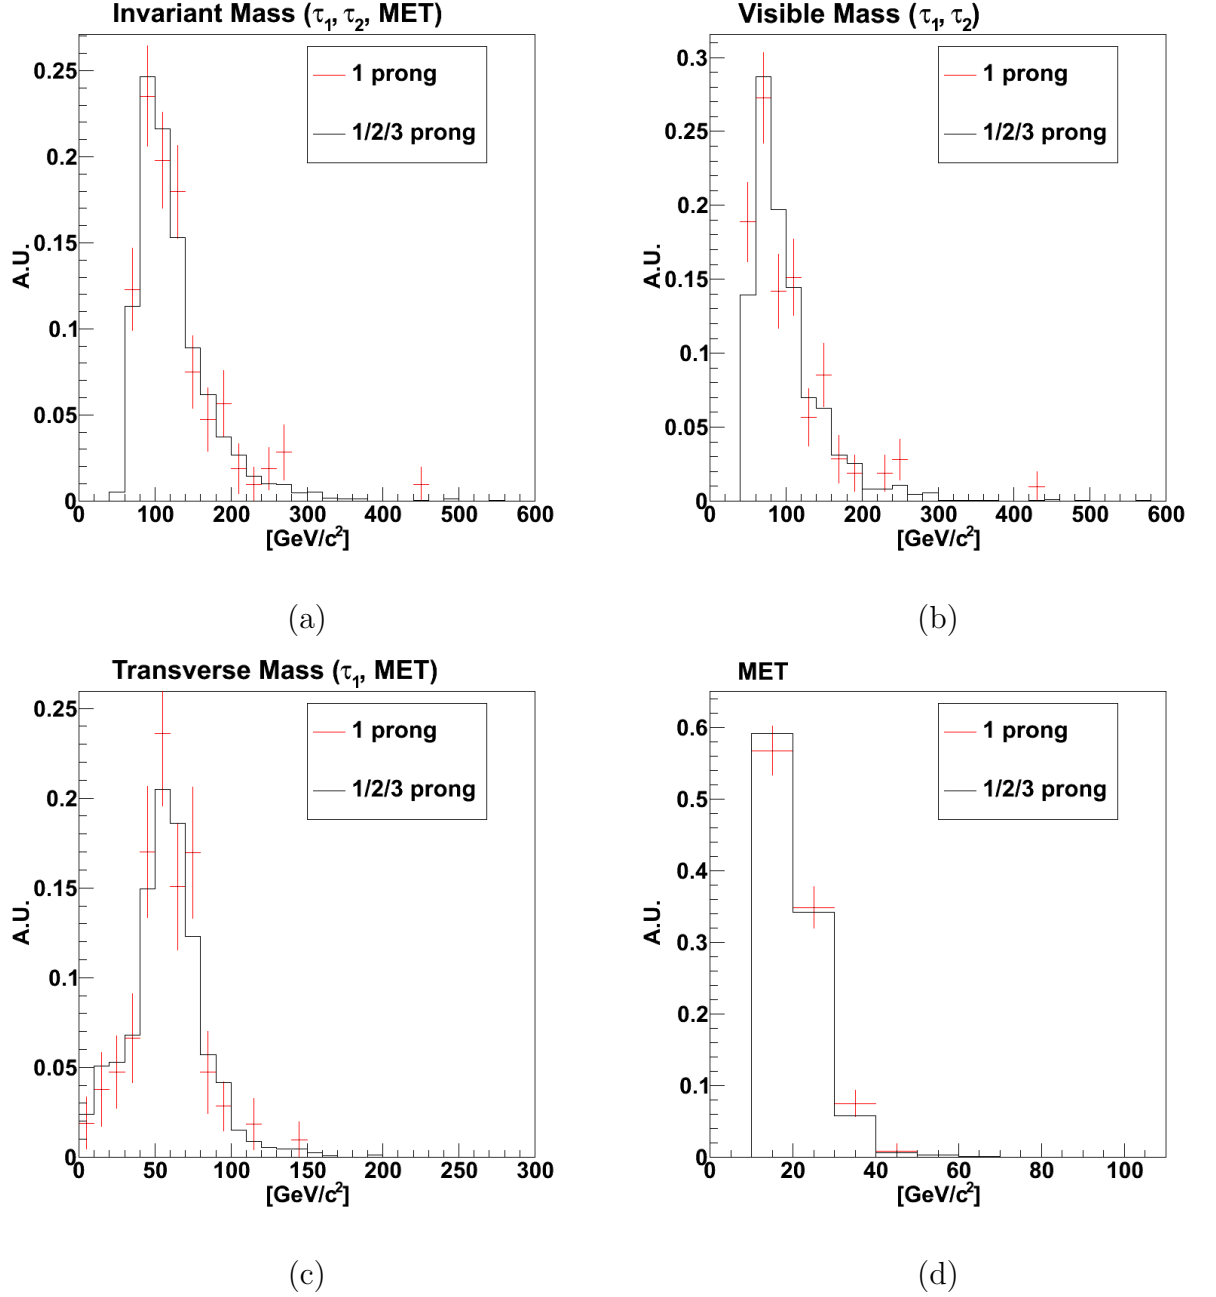 Invariant Mass (τ₁, τ₂, MET)
A.U.
0.25
0.2
0.15
0.1
0.05
0
1 prong
1/2/3 prong
0 100 200 300 400 500 600
[GeV/c²]
(a)
Visible Mass (τ₁, τ₂)
A.U.
0.3
0.25
0.2
0.15
0.1
0.05
0
1 prong
1/2/3 prong
0 100 200 300 400 500 600
[GeV/c²]
(b)
Transverse Mass (τ₁, MET)
A.U.
0.25
0.2
0.15
0.1
0.05
0
1 prong
1/2/3 prong
0 50 100 150 200 250 300
[GeV/c²]
(c)
MET
A.U.
0.6
0.5
0.4
0.3
0.2
0.1
0
1 prong
1/2/3 prong
0 20 40 60 80 100
[GeV/c²]
(d)